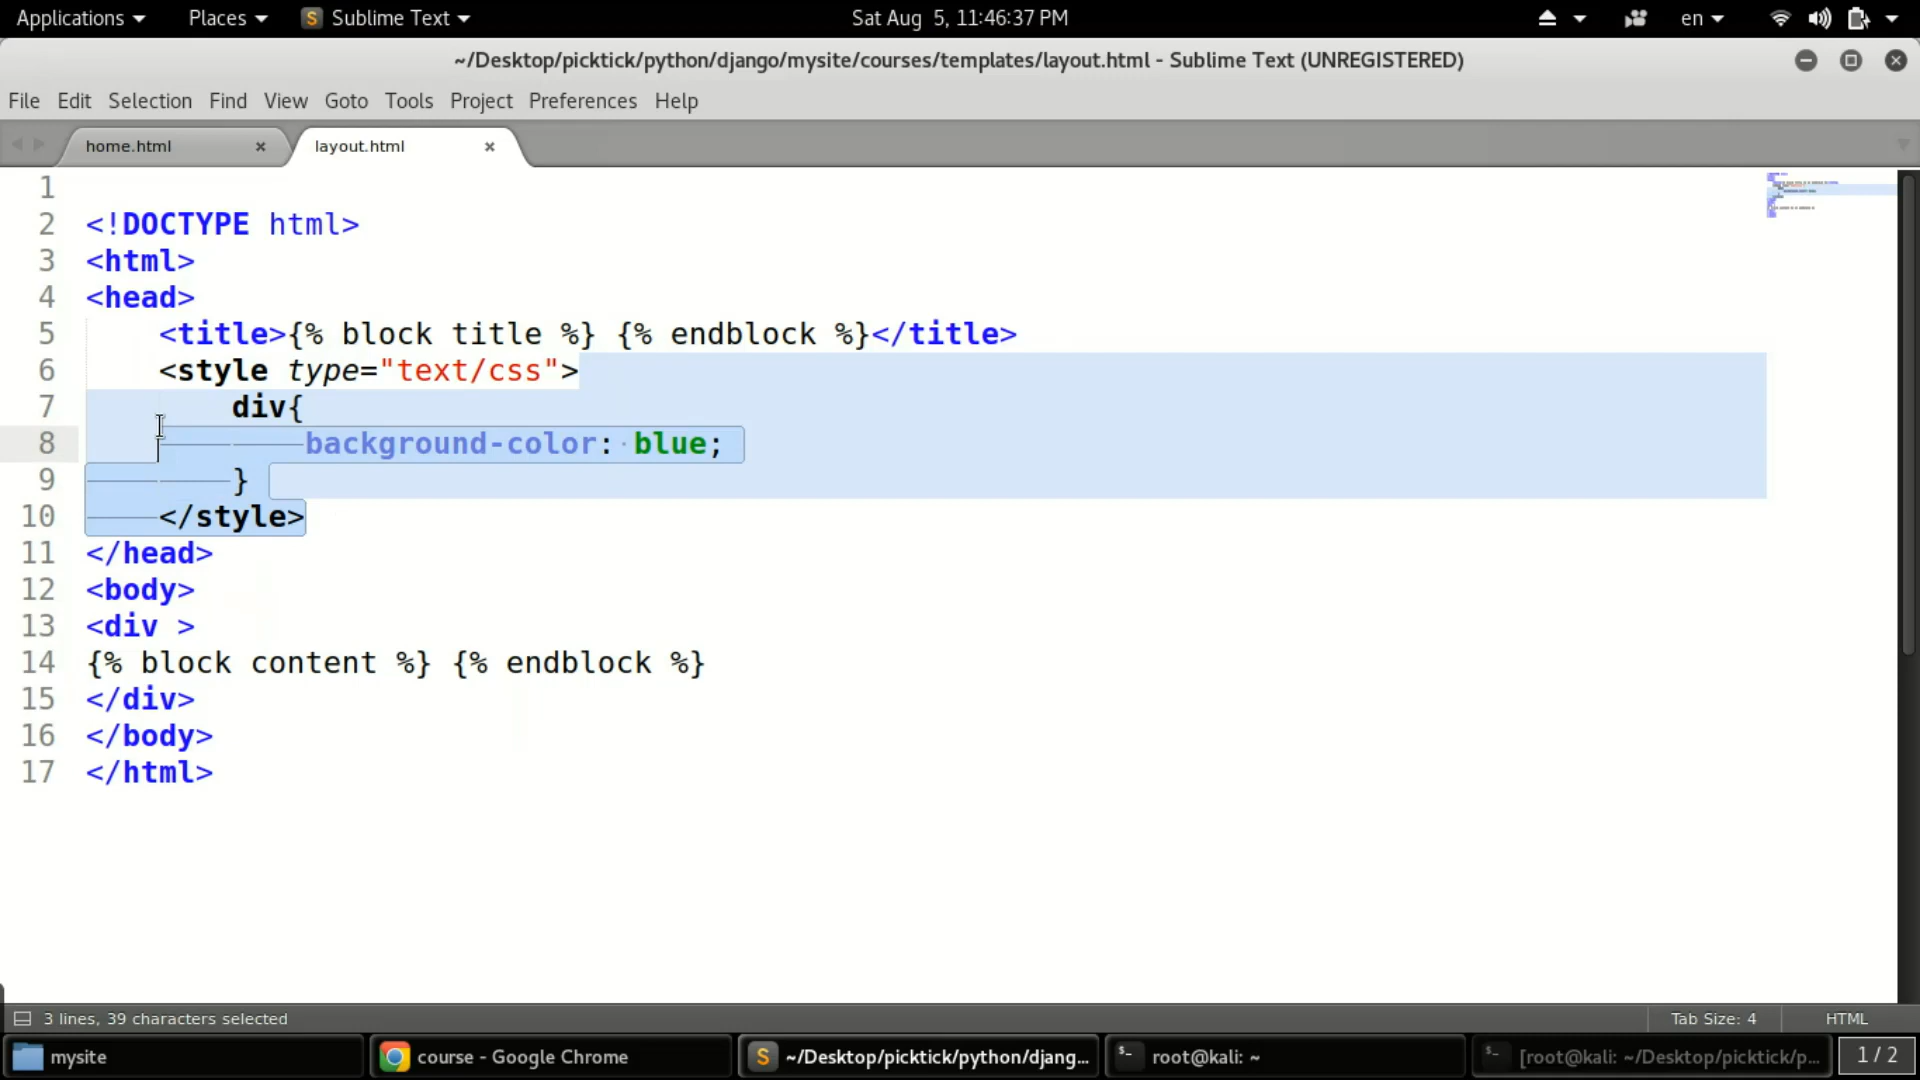 Applications Places Sublime Text Sat Aug 5, 11:46:37 PM en
~/Desktop/picktick/python/django/mysite/courses/templates/layout.html - Sublime Text (UNREGISTERED)
File Edit Selection Find View Goto Tools Project Preferences Help
home.html layout.html
1
2 <!DOCTYPE html>
3 <html>
4 <head>
5 <title>{% block title %} {% endblock %}</title>
6 <style type="text/css">
7 div{
8 background-color: blue;
9 }
10 </style>
11 </head>
12 <body>
13 <div >
14 {% block content %} {% endblock %}
15 </div>
16 </body>
17 </html>
3 lines, 39 characters selected Tab Size: 4 HTML
mysite course - Google Chrome ~/Desktop/picktick/python/djang... root@kali: ~ [root@kali: ~/Desktop/picktick/p... 1 / 2